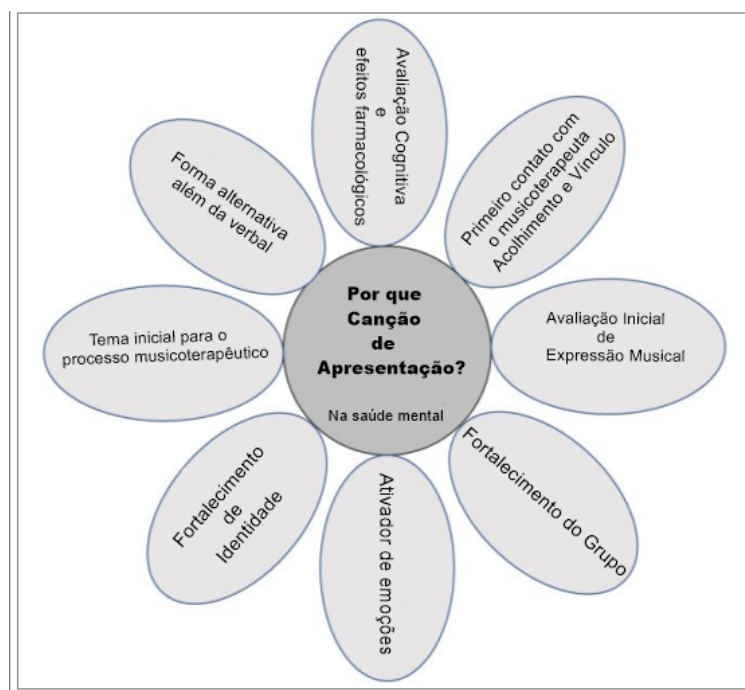 Por que
Canção
de
Apresentação?
Na saúde mental
Avaliação Cognitiva
e
efeitos farmacológicos
Primeiro contato com
o musicoterapeuta
Acolhimento e Vínculo
Avaliação Inicial
de
Expressão Musical
Fortalecimento do Grupo
Ativador de emoções
Fortalecimento
de
Identidade
Tema inicial para o
processo musicoterapêutico
Forma alternativa
além da verbal